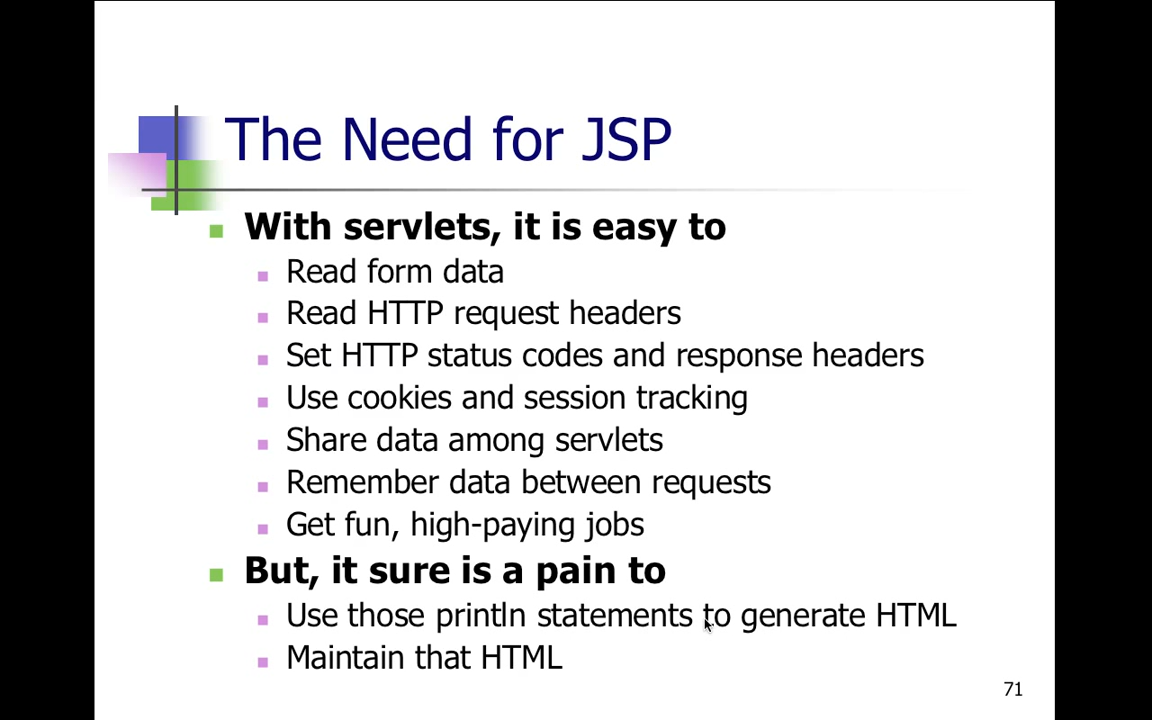 The Need for JSP
With servlets, it is easy to
Read form data
Read HTTP request headers
Set HTTP status codes and response headers
Use cookies and session tracking
Share data among servlets
Remember data between requests
Get fun, high-paying jobs
But, it sure is a pain to
Use those println statements to generate HTML
Maintain that HTML
71